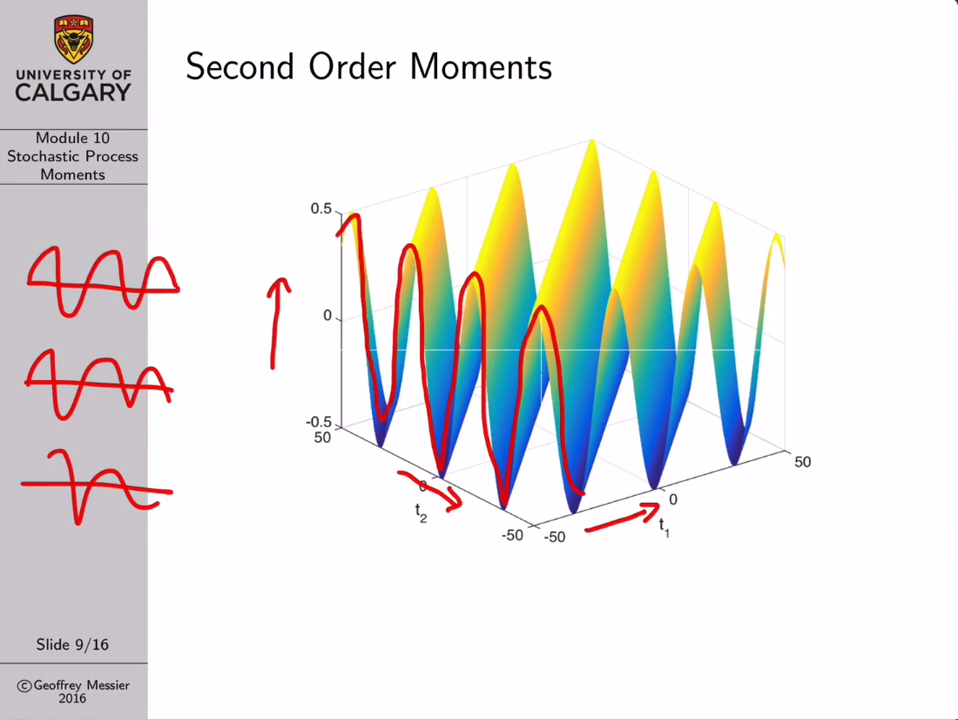 UNIVERSITY OF
CALGARY
Module 10
Stochastic Process
Moments
Second Order Moments
0.5
0
-0.5
50
0
t2
-50
-50
0
t1
50
Slide 9/16
©Geoffrey Messier
2016